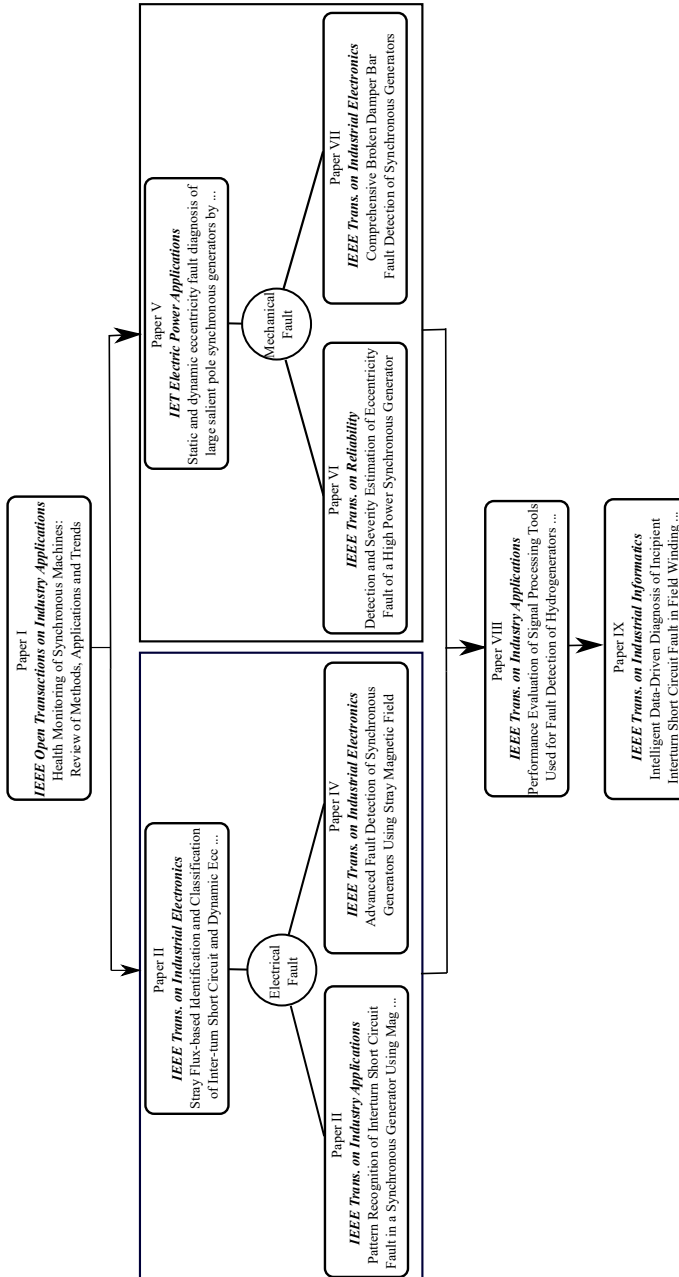 Paper I
IEEE Open Transactions on Industry Applications
Health Monitoring of Synchronous Machines:
Review of Methods, Applications and Trends
Paper II
IEEE Trans. on Industrial Electronics
Stray Flux-based Identification and Classification
of Inter-turn Short Circuit and Dynamic Ecc ...
Electrical
Fault
Paper II
IEEE Trans. on Industry Applications
Pattern Recognition of Interturn Short Circuit
Fault in a Synchronous Generator Using Mag ...
Paper IV
IEEE Trans. on Industrial Electronics
Advanced Fault Detection of Synchronous
Generators Using Stray Magnetic Field
Paper V
IET Electric Power Applications
Static and dynamic eccentricity fault diagnosis of
large salient pole synchronous generators by ...
Mechanical
Fault
Paper VI
IEEE Trans. on Reliability
Detection and Severity Estimation of Eccentricity
Fault of a High Power Synchronous Generator
Paper VII
IEEE Trans. on Industrial Electronics
Comprehensive Broken Damper Bar
Fault Detection of Synchronous Generators
Paper VIII
IEEE Trans. on Industry Applications
Performance Evaluation of Signal Processing Tools
Used for Fault Detection of Hydrogenerators ...
Paper IX
IEEE Trans. on Industrial Informatics
Intelligent Data-Driven Diagnosis of Incipient
Interturn Short Circuit Fault in Field Winding ...